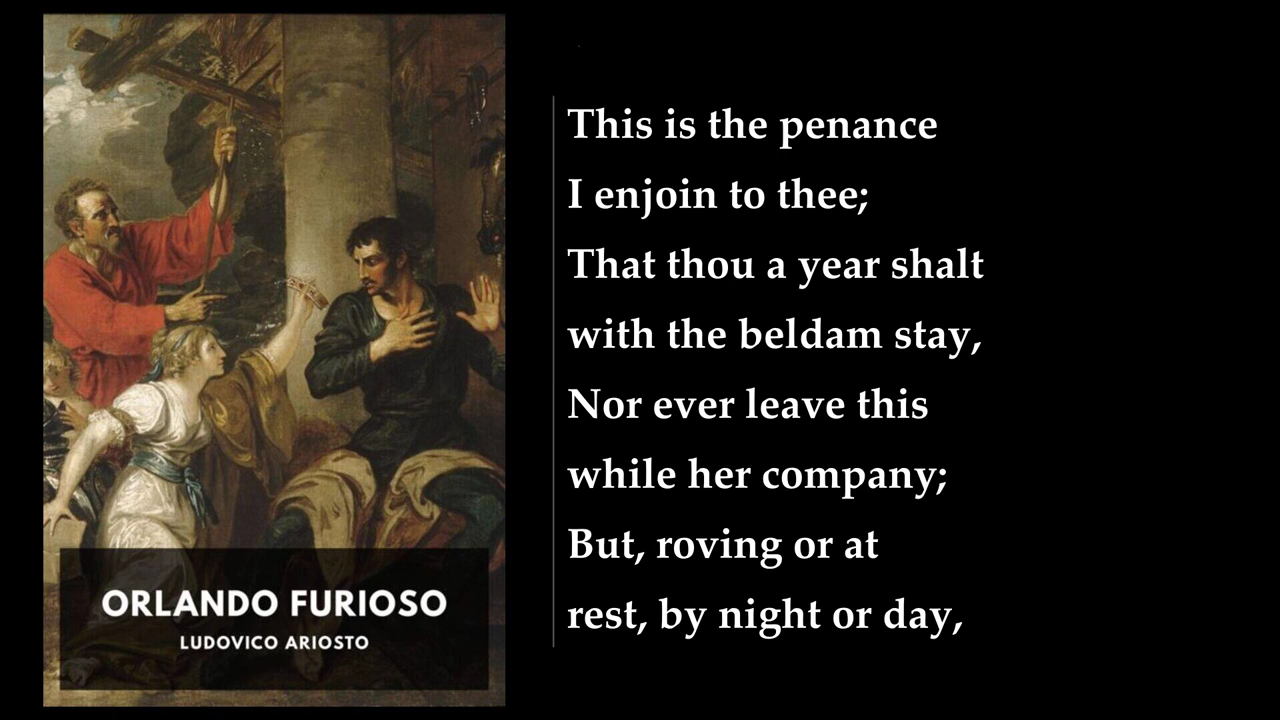 ORLANDO FURIOSO
LUDOVICO ARIOSTO
This is the penance
I enjoin to thee;
That thou a year shalt
with the beldam stay,
Nor ever leave this
while her company;
But, roving or at
rest, by night or day,